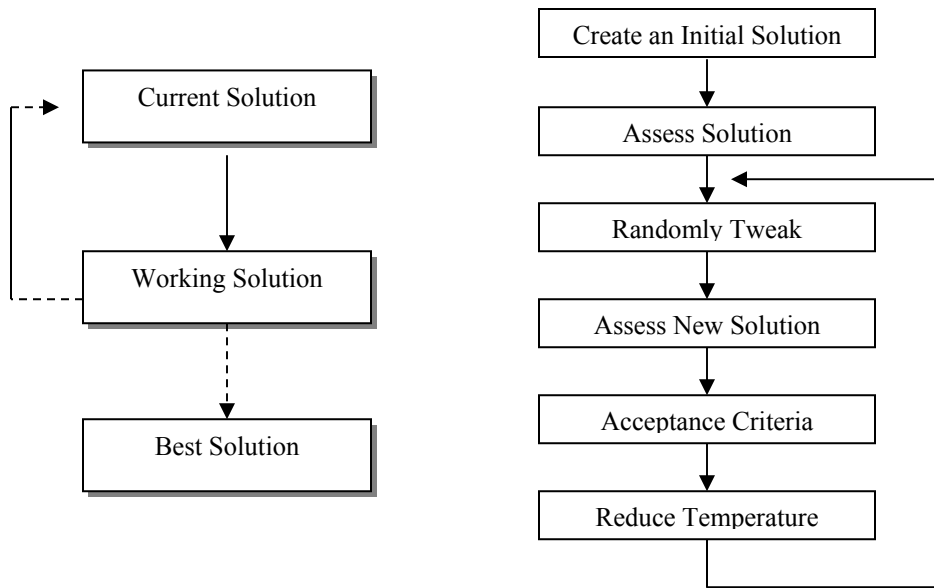 Current Solution
Working Solution
Best Solution
Create an Initial Solution
Assess Solution
Randomly Tweak
Assess New Solution
Acceptance Criteria
Reduce Temperature